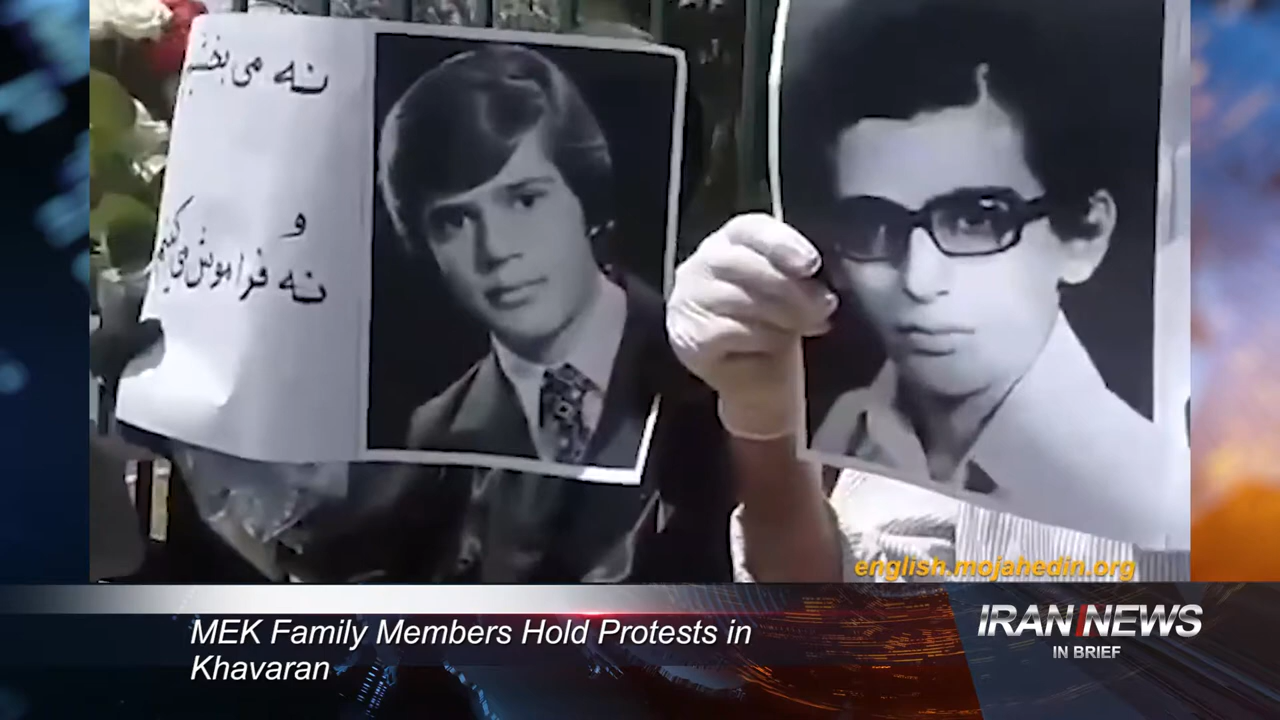 نه می بخشیم
و
نه فراموش می کنیم
english.mojahedin.org
MEK Family Members Hold Protests in
Khavaran
IRAN NEWS
IN BRIEF